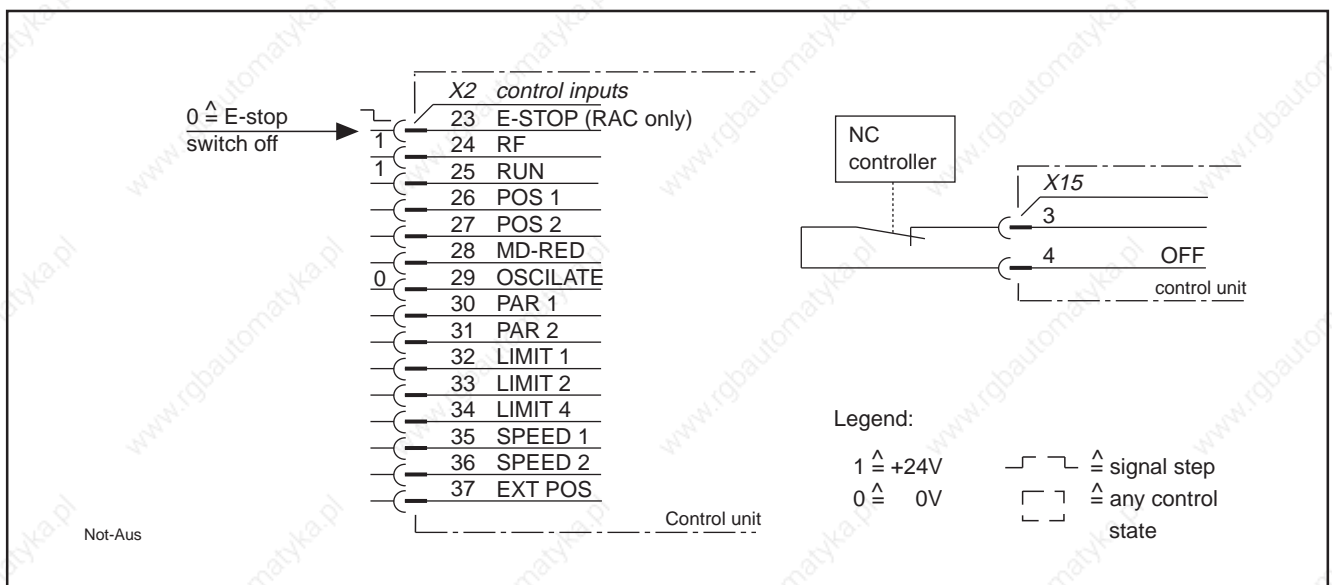 X2 control inputs
0 ≙ E-stop
switch off
23 E-STOP (RAC only)
1 24 RF
1 25 RUN
26 POS 1
27 POS 2
28 MD-RED
0 29 OSCILATE
30 PAR 1
31 PAR 2
32 LIMIT 1
33 LIMIT 2
34 LIMIT 4
35 SPEED 1
36 SPEED 2
37 EXT POS
Control unit
Not-Aus
NC
controller
X15
3
4 OFF
control unit
Legend:
1 ≙ +24V
0 ≙ 0V
≙ signal step
≙ any control
state
www.rgbautomatyka.pl